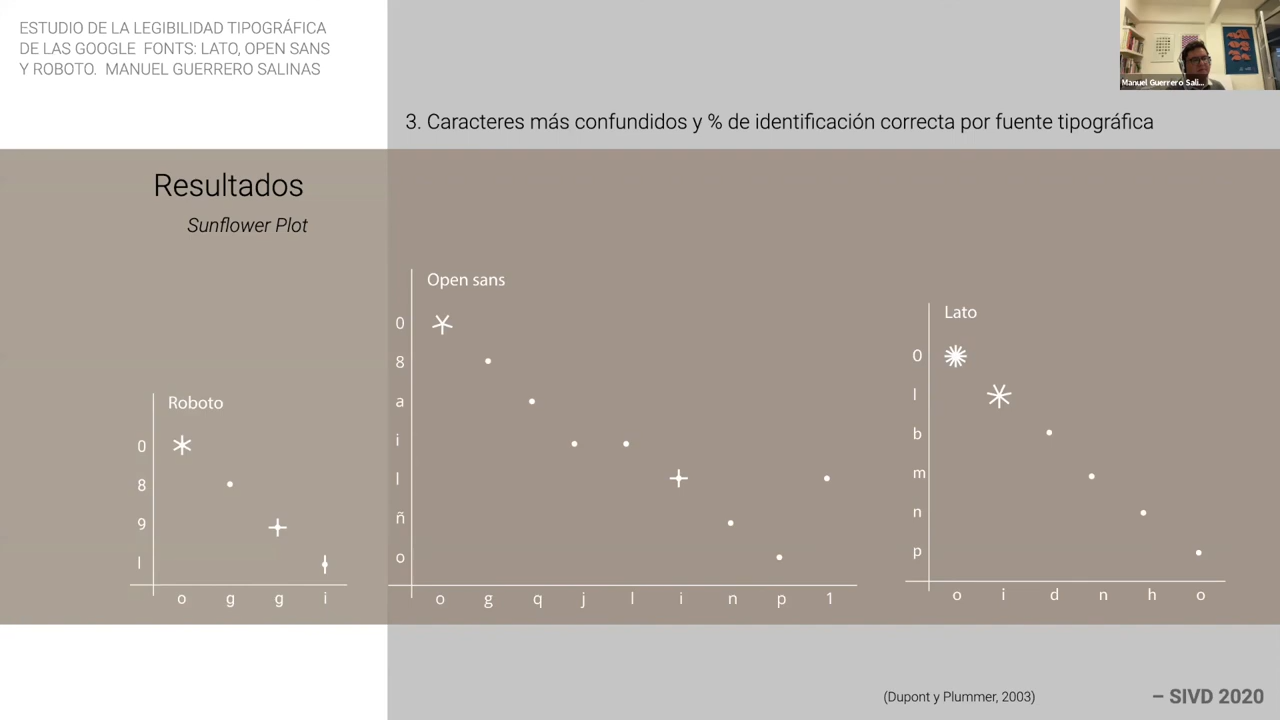 ESTUDIO DE LA LEGIBILIDAD TIPOGRÁFICA
DE LAS GOOGLE FONTS: LATO, OPEN SANS
Y ROBOTO. MANUEL GUERRERO SALINAS
Manuel Guerrero Sali...
3. Caracteres más confundidos y % de identificación correcta por fuente tipográfica
Resultados
Sunflower Plot
Roboto
0
8
9
l
o g g i
Open sans
0
8
a
i
l
ñ
o
o g q j l i n p 1
Lato
0
l
b
m
n
p
o i d n h o
(Dupont y Plummer, 2003)
– SIVD 2020